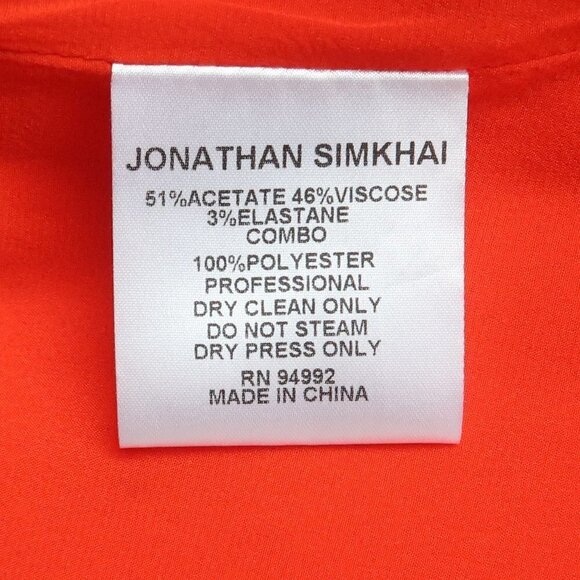 JONATHAN SIMKHAI
51%ACETATE 46%VISCOSE
3%ELASTANE
COMBO
100%POLYESTER
PROFESSIONAL
DRY CLEAN ONLY
DO NOT STEAM
DRY PRESS ONLY
RN 94992
MADE IN CHINA